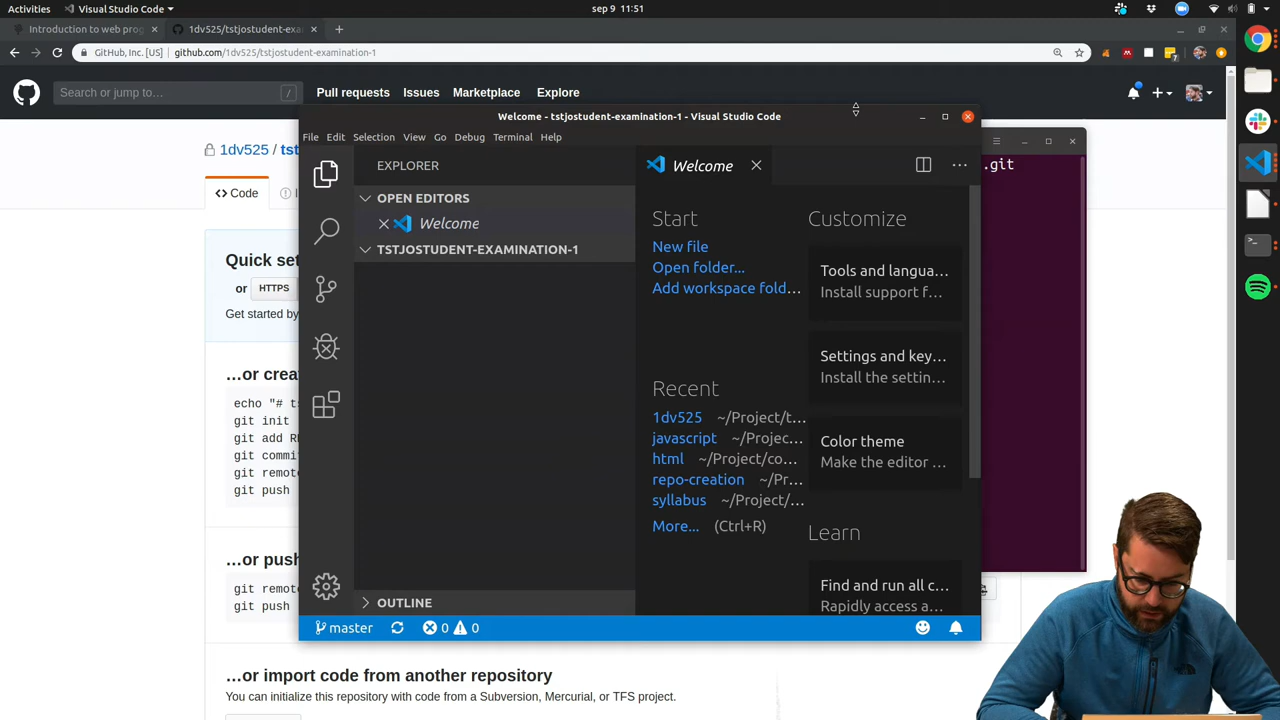 Activities
Visual Studio Code
sep 9 11:51
Introduction to web prog
1dv525/tstjostudent-exami
GitHub, Inc. [US]
github.com/1dv525/tstjostudent-examination-1
Search or jump to…
/
Pull requests
Issues
Marketplace
Explore
1dv525 / tst
<> Code
Quick set
or
HTTPS
Get started by
…or crea
echo "# ts
git init
git add RE
git commit
git remote
git push
…or push
git remote
git push
…or import code from another repository
You can initialize this repository with code from a Subversion, Mercurial, or TFS project.
.git
Welcome - tstjostudent-examination-1 - Visual Studio Code
File Edit Selection View Go Debug Terminal Help
EXPLORER
OPEN EDITORS
Welcome
TSTJOSTUDENT-EXAMINATION-1
OUTLINE
Welcome
Start
New file
Open folder...
Add workspace fold...
Recent
1dv525 ~/Project/t...
javascript ~/Projec...
html ~/Project/co...
repo-creation ~/Pr...
syllabus ~/Project/...
More... (Ctrl+R)
Customize
Tools and langua...
Install support f...
Settings and key...
Install the settin...
Color theme
Make the editor ...
Learn
Find and run all c...
Rapidly access a...
master
0
0